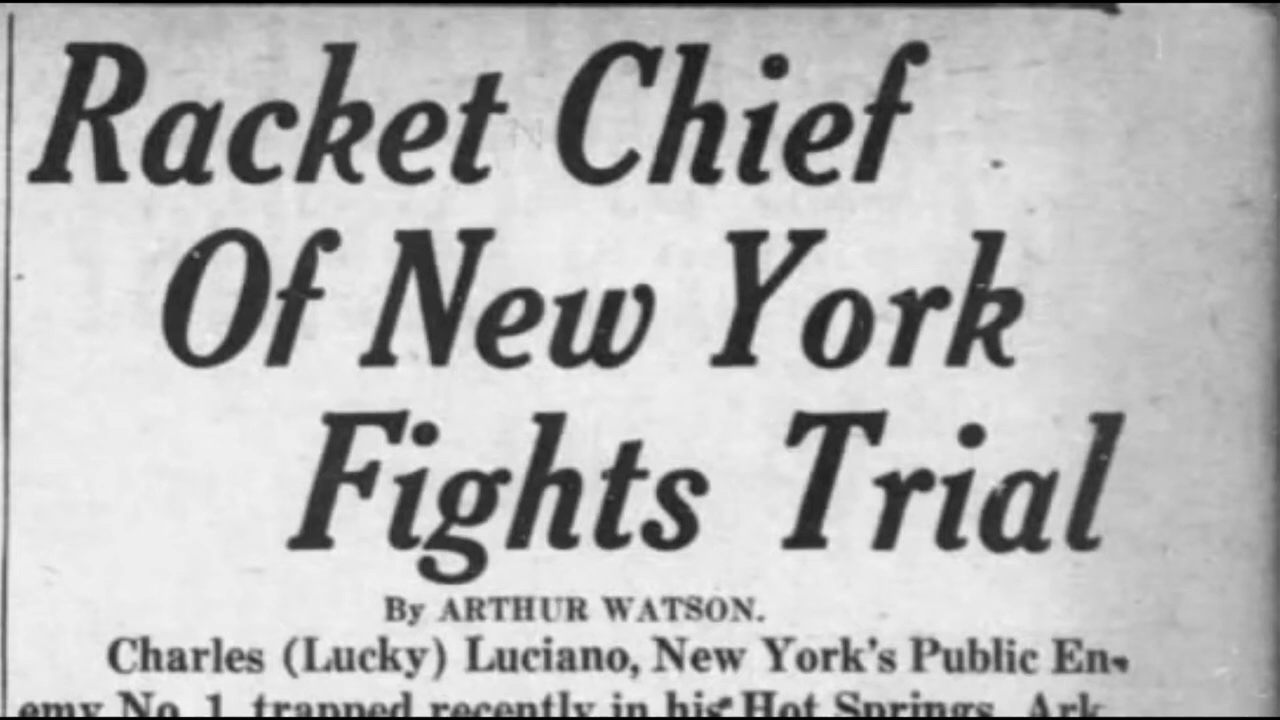 Racket Chief
Of New York
Fights Trial
By ARTHUR WATSON.
Charles (Lucky) Luciano, New York's Public En-
emy No. 1, trapped recently in his Hot Springs, Ark.